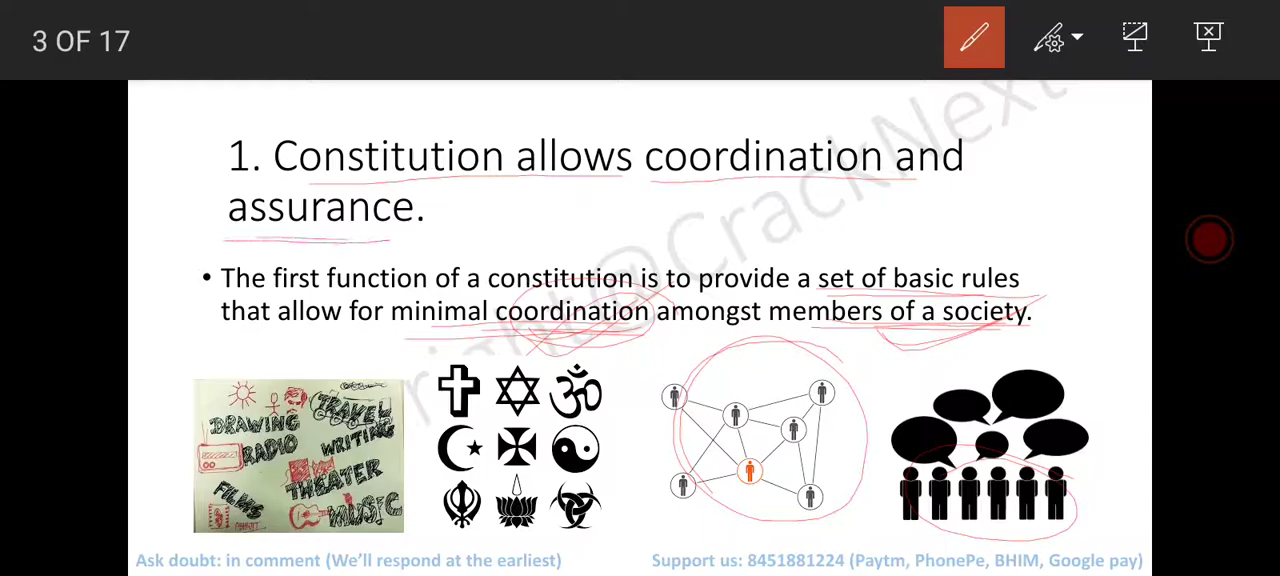 3 OF 17
1. Constitution allows coordination and
assurance.
• The first function of a constitution is to provide a set of basic rules
that allow for minimal coordination amongst members of a society.
TRAVEL
DRAWING
WRITING
RADIO
THEATER
FILMS
MUSIC
right@CrackNext
Ask doubt: in comment (We'll respond at the earliest)
Support us: 8451881224 (Paytm, PhonePe, BHIM, Google pay)